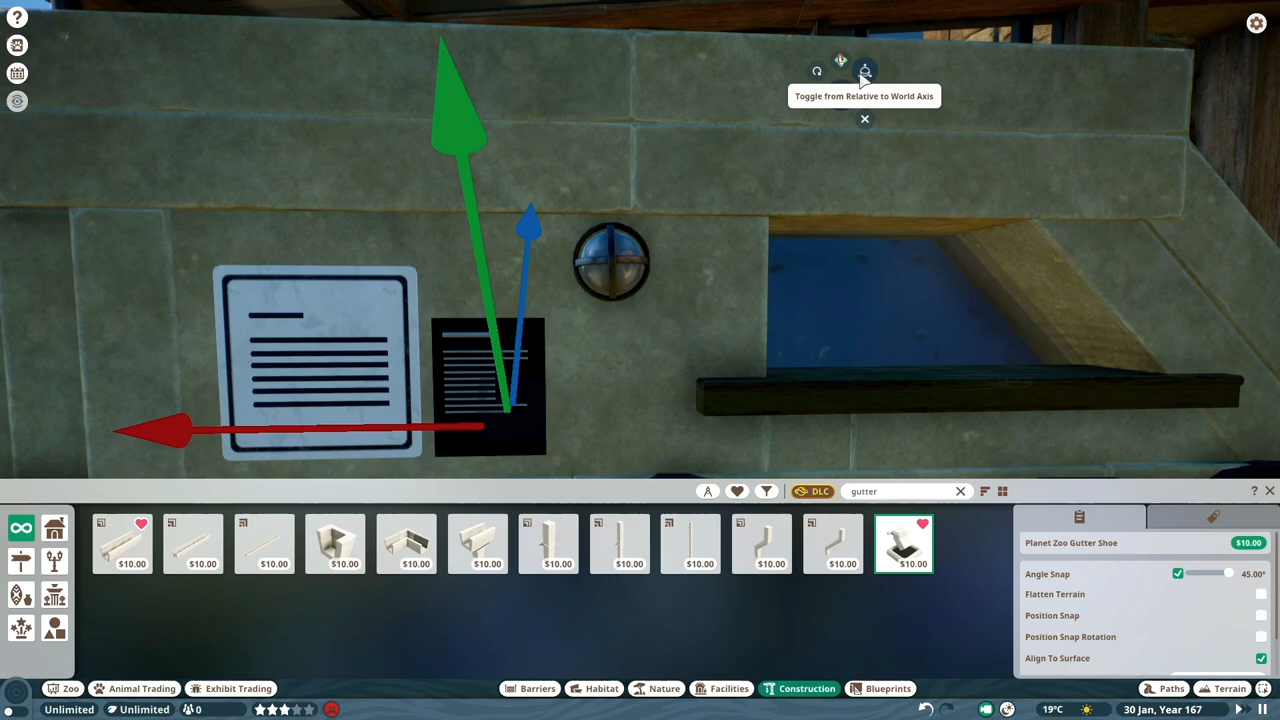 ?
Toggle from Relative to World Axis
DLC
gutter
?
$10.00
$10.00
$10.00
$10.00
$10.00
$10.00
$10.00
$10.00
$10.00
$10.00
$10.00
$10.00
Planet Zoo Gutter Shoe
$10.00
Angle Snap
45.00°
Flatten Terrain
Position Snap
Position Snap Rotation
Align To Surface
Zoo
Animal Trading
Exhibit Trading
Barriers
Habitat
Nature
Facilities
Construction
Blueprints
Paths
Terrain
Unlimited
Unlimited
0
19°C
30 Jan, Year 167